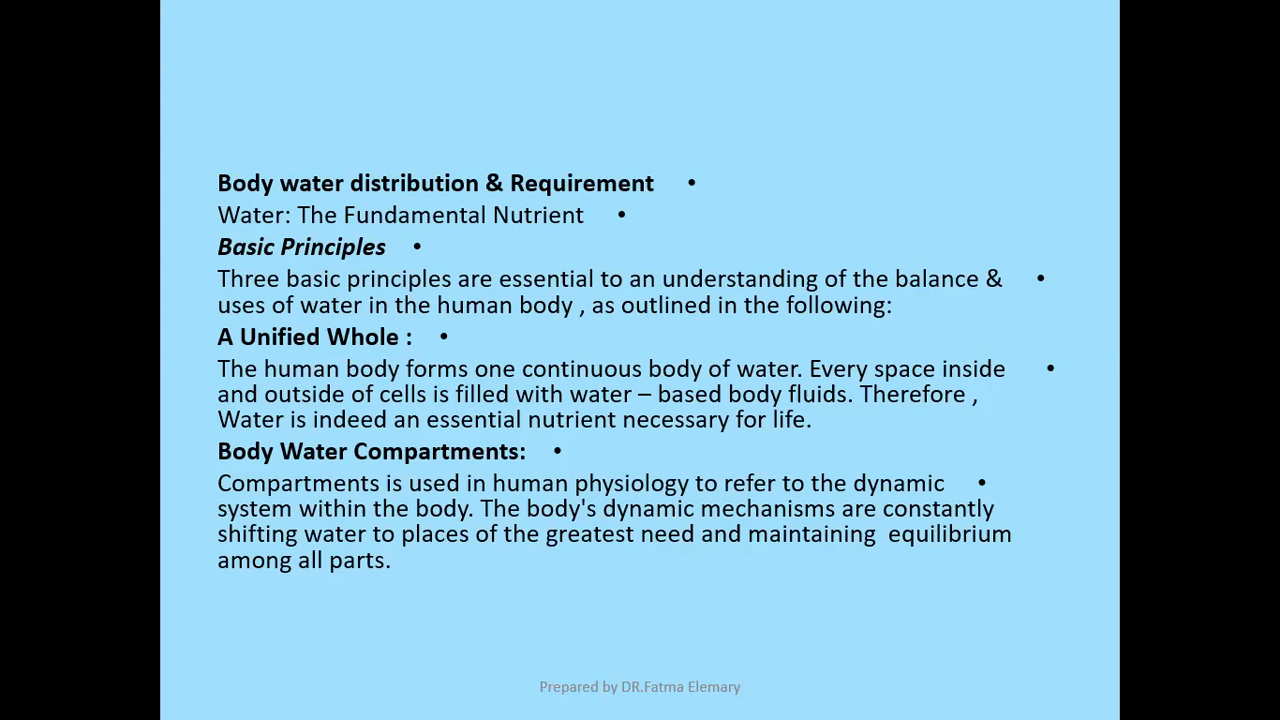 Body water distribution & Requirement •
Water: The Fundamental Nutrient •
Basic Principles •
Three basic principles are essential to an understanding of the balance & •
uses of water in the human body , as outlined in the following:
A Unified Whole : •
The human body forms one continuous body of water. Every space inside •
and outside of cells is filled with water – based body fluids. Therefore ,
Water is indeed an essential nutrient necessary for life.
Body Water Compartments: •
Compartments is used in human physiology to refer to the dynamic •
system within the body. The body's dynamic mechanisms are constantly
shifting water to places of the greatest need and maintaining  equilibrium
among all parts.
Prepared by DR.Fatma Elemary